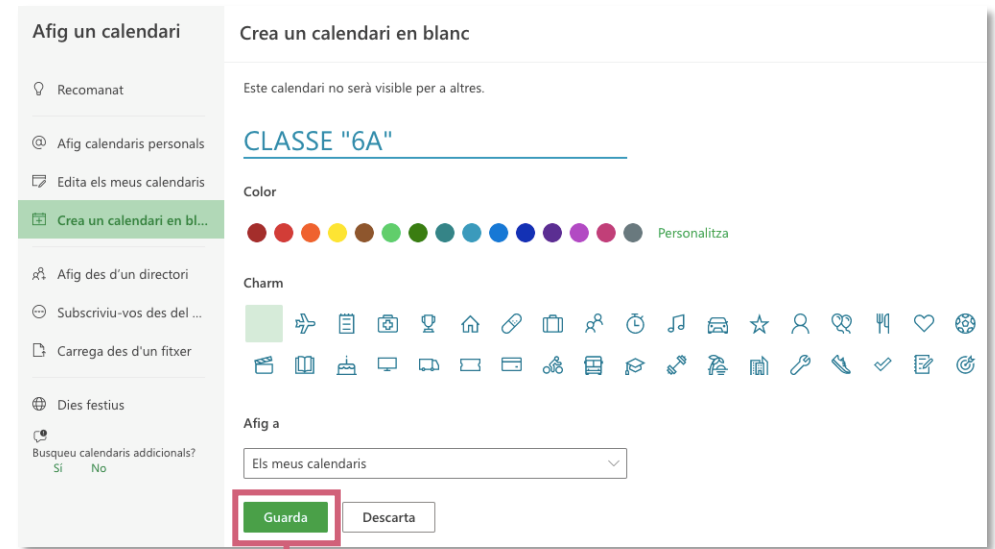 Afig un calendari
Recomanat
Afig calendaris personals
Edita els meus calendaris
Crea un calendari en bl...
Afig des d'un directori
Subscriviu-vos des del ...
Carrega des d'un fitxer
Dies festius
Busqueu calendaris addicionals?
Sí No
Crea un calendari en blanc
Este calendari no serà visible per a altres.
CLASSE "6A"
Color
Personalitza
Charm
Afig a
Els meus calendaris
Guarda Descarta